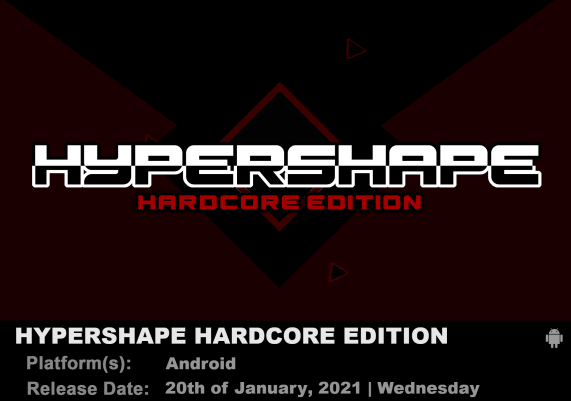 HYPERSHAPE
HARDCORE EDITION
HYPERSHAPE HARDCORE EDITION
Platform(s): Android
Release Date: 20th of January, 2021 | Wednesday